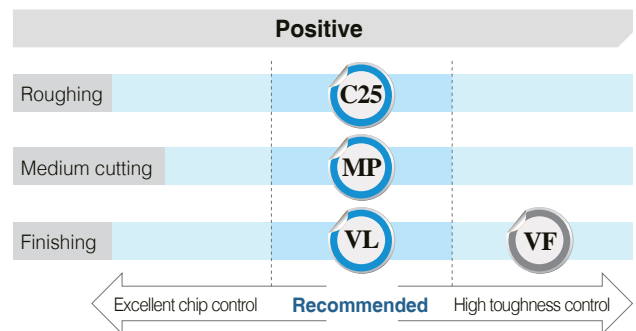 Positive
Roughing
C25
Medium cutting
MP
Finishing
VL
VF
Excellent chip control
Recommended
High toughness control